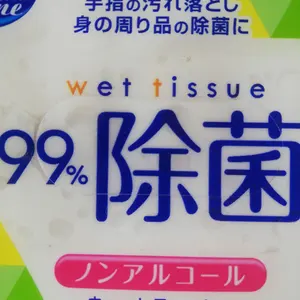 手指の汚れ落とし
身の周り品の除菌に
wet tissue
99%除菌
ノンアルコール